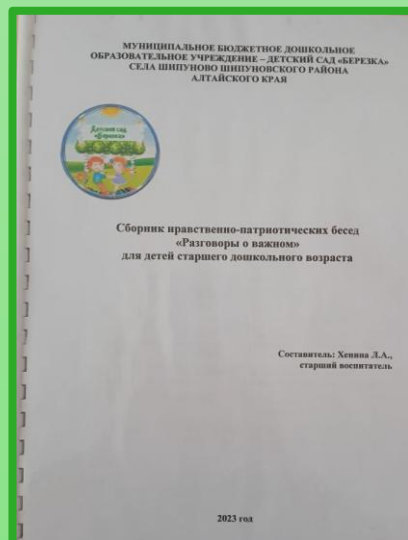 МУНИЦИПАЛЬНОЕ БЮДЖЕТНОЕ ДОШКОЛЬНОЕ
ОБРАЗОВАТЕЛЬНОЕ УЧРЕЖДЕНИЕ – ДЕТСКИЙ САД «БЕРЕЗКА»
СЕЛА ШИПУНОВО ШИПУНОВСКОГО РАЙОНА
АЛТАЙСКОГО КРАЯ
Детский сад
«Березка»
Сборник нравственно-патриотических бесед
«Разговоры о важном»
для детей старшего дошкольного возраста
Составитель: Хенина Л.А.,
старший воспитатель
2023 год